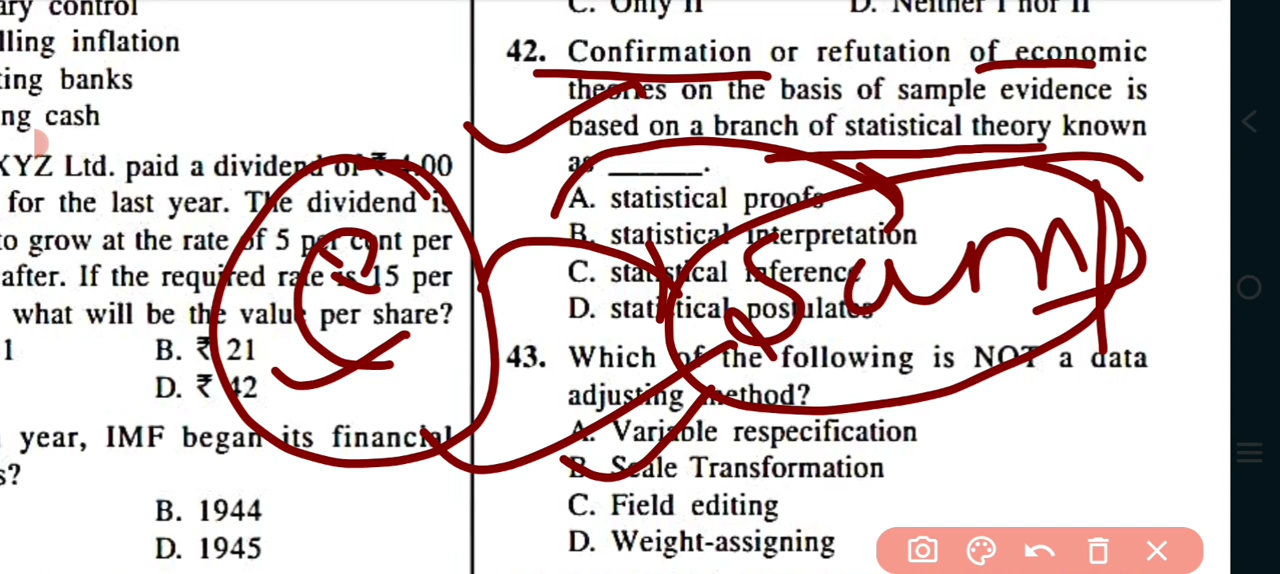 ary control
lling inflation
ing banks
ng cash
XYZ Ltd. paid a dividend of ₹ 4.00
for the last year. The dividend is
to grow at the rate of 5 per cent per
after. If the required rate is 15 per
what will be the value per share?
1 B. ₹ 21
D. ₹ 42
year, IMF began its financial
s?
B. 1944
D. 1945
C. Only II D. Neither I nor II
42. Confirmation or refutation of economic
theories on the basis of sample evidence is
based on a branch of statistical theory known
as ______.
A. statistical proofs
B. statistical interpretation
C. statistical inference
D. statistical postulates
43. Which of the following is NOT a data
adjusting method?
A. Variable respecification
B. Scale Transformation
C. Field editing
D. Weight-assigning
Samp